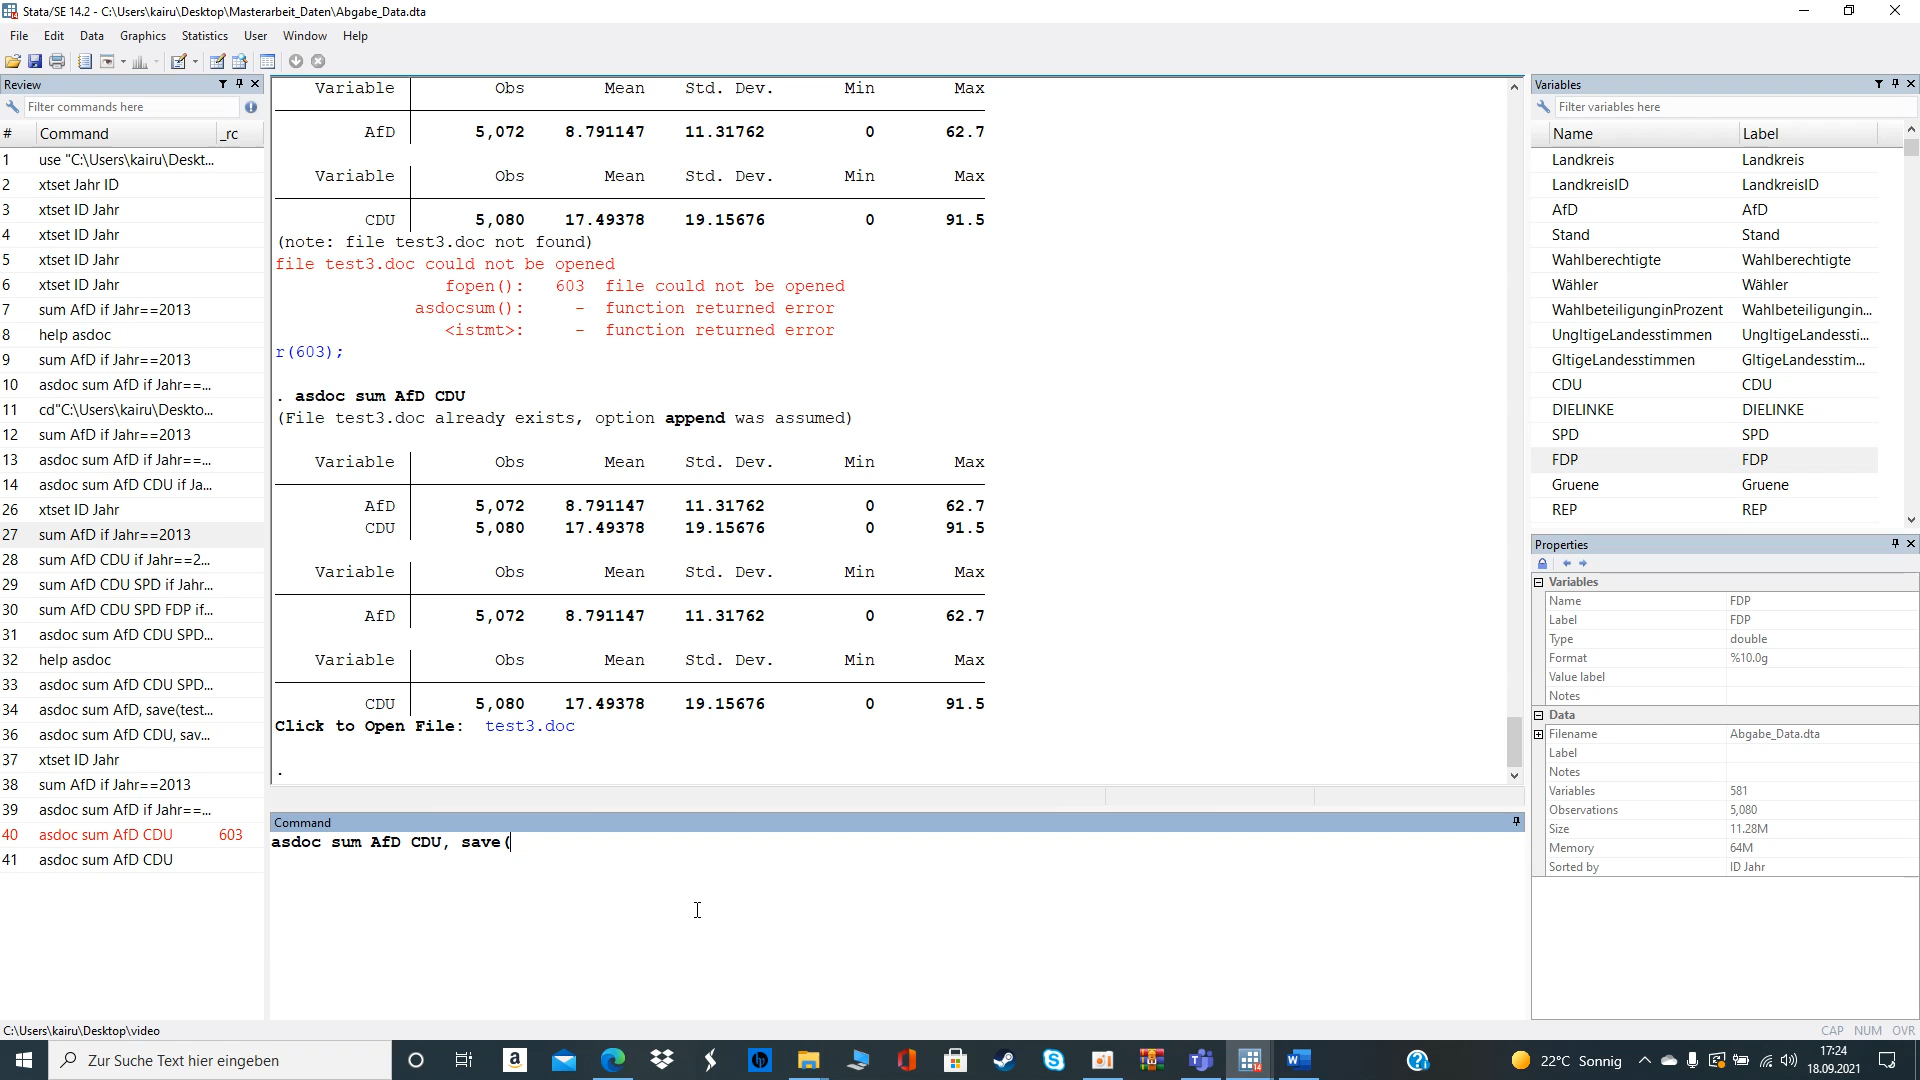 Stata/SE 14.2 - C:\Users\kairu\Desktop\Masterarbeit_Daten\Abgabe_Data.dta
File Edit Data Graphics Statistics User Window Help
Review
Filter commands here
# Command _rc
1 use "C:\Users\kairu\Deskt...
2 xtset Jahr ID
3 xtset ID Jahr
4 xtset ID Jahr
5 xtset ID Jahr
6 xtset ID Jahr
7 sum AfD if Jahr==2013
8 help asdoc
9 sum AfD if Jahr==2013
10 asdoc sum AfD if Jahr==...
11 cd"C:\Users\kairu\Deskto...
12 sum AfD if Jahr==2013
13 asdoc sum AfD if Jahr==...
14 asdoc sum AfD CDU if Ja...
26 xtset ID Jahr
27 sum AfD if Jahr==2013
28 sum AfD CDU if Jahr==2...
29 sum AfD CDU SPD if Jahr...
30 sum AfD CDU SPD FDP if...
31 asdoc sum AfD CDU SPD...
32 help asdoc
33 asdoc sum AfD CDU SPD...
34 asdoc sum AfD, save(test...
36 asdoc sum AfD CDU, sav...
37 xtset ID Jahr
38 sum AfD if Jahr==2013
39 asdoc sum AfD if Jahr==...
40 asdoc sum AfD CDU 603
41 asdoc sum AfD CDU
Variable Obs Mean Std. Dev. Min Max
AfD 5,072 8.791147 11.31762 0 62.7
Variable Obs Mean Std. Dev. Min Max
CDU 5,080 17.49378 19.15676 0 91.5
(note: file test3.doc not found)
file test3.doc could not be opened
fopen(): 603 file could not be opened
asdocsum(): - function returned error
<istmt>: - function returned error
r(603);
. asdoc sum AfD CDU
(File test3.doc already exists, option append was assumed)
Variable Obs Mean Std. Dev. Min Max
AfD 5,072 8.791147 11.31762 0 62.7
CDU 5,080 17.49378 19.15676 0 91.5
Variable Obs Mean Std. Dev. Min Max
AfD 5,072 8.791147 11.31762 0 62.7
Variable Obs Mean Std. Dev. Min Max
CDU 5,080 17.49378 19.15676 0 91.5
Click to Open File: test3.doc
.
Command
asdoc sum AfD CDU, save(
Variables
Filter variables here
Name Label
Landkreis Landkreis
LandkreisID LandkreisID
AfD AfD
Stand Stand
Wahlberechtigte Wahlberechtigte
Wähler Wähler
WahlbeteiligunginProzent Wahlbeteiligungin...
UngltigeLandesstimmen UngltigeLandessti...
GltigeLandesstimmen GltigeLandesstim...
CDU CDU
DIELINKE DIELINKE
SPD SPD
FDP FDP
Gruene Gruene
REP REP
Properties
Variables
Name FDP
Label FDP
Type double
Format %10.0g
Value label
Notes
Data
Filename Abgabe_Data.dta
Label
Notes
Variables 581
Observations 5,080
Size 11.28M
Memory 64M
Sorted by ID Jahr
C:\Users\kairu\Desktop\video
CAP NUM OVR
Zur Suche Text hier eingeben
22°C Sonnig
17:24
18.09.2021